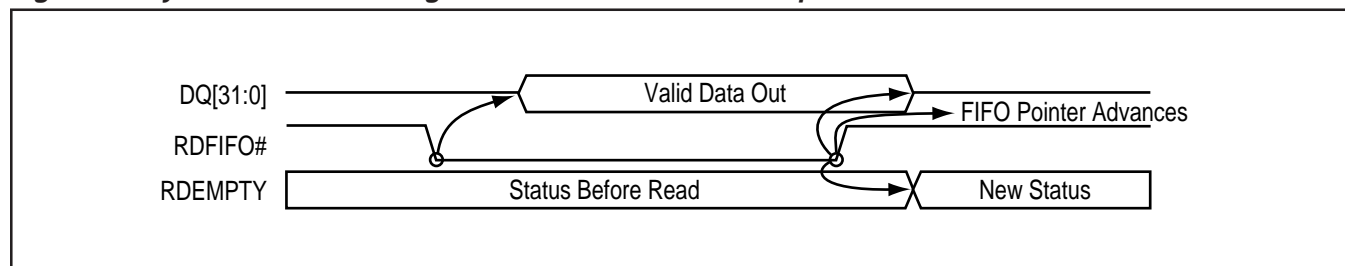 DQ[31:0]
Valid Data Out
FIFO Pointer Advances
RDFIFO#
RDEMPTY
Status Before Read
New Status